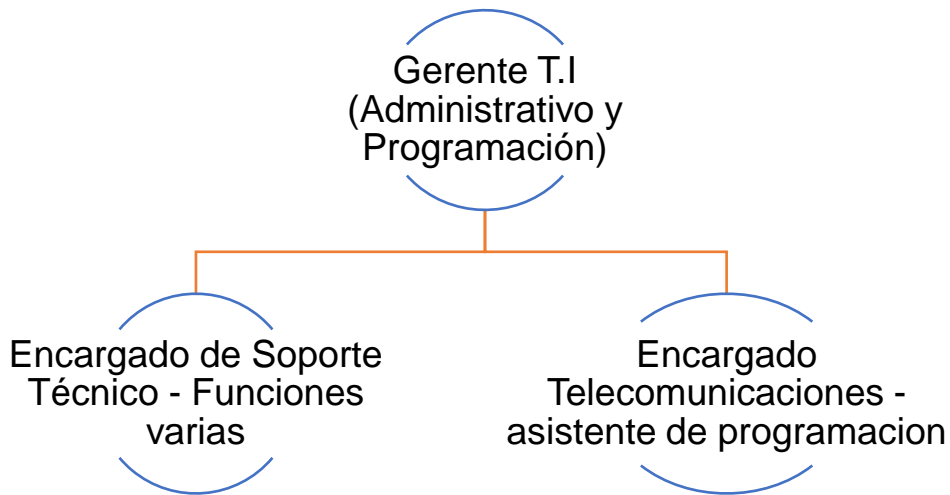 Gerente T.I
(Administrativo y
Programación)
Encargado de Soporte
Técnico - Funciones
varias
Encargado
Telecomunicaciones -
asistente de programacion